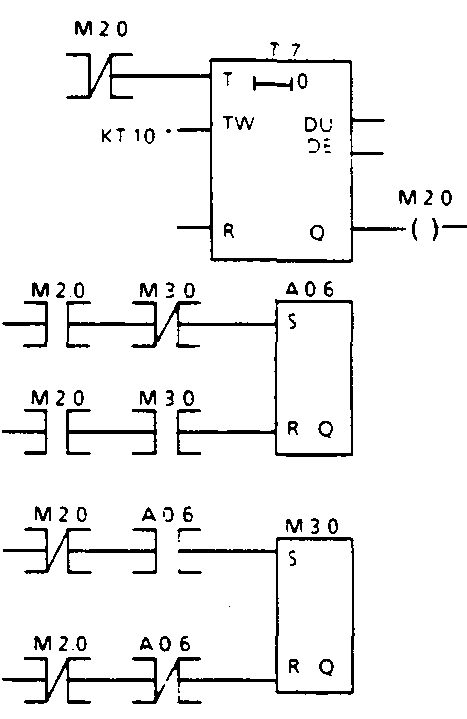 M 2.0
T 7
T 0
KT 10 TW DU
DE
M 2.0
R Q ( )
M 2.0 M 3.0 A 0.6
S
M 2.0 M 3.0
R Q
M 2.0 A 0.6 M 3.0
S
M 2.0 A 0.6
R Q